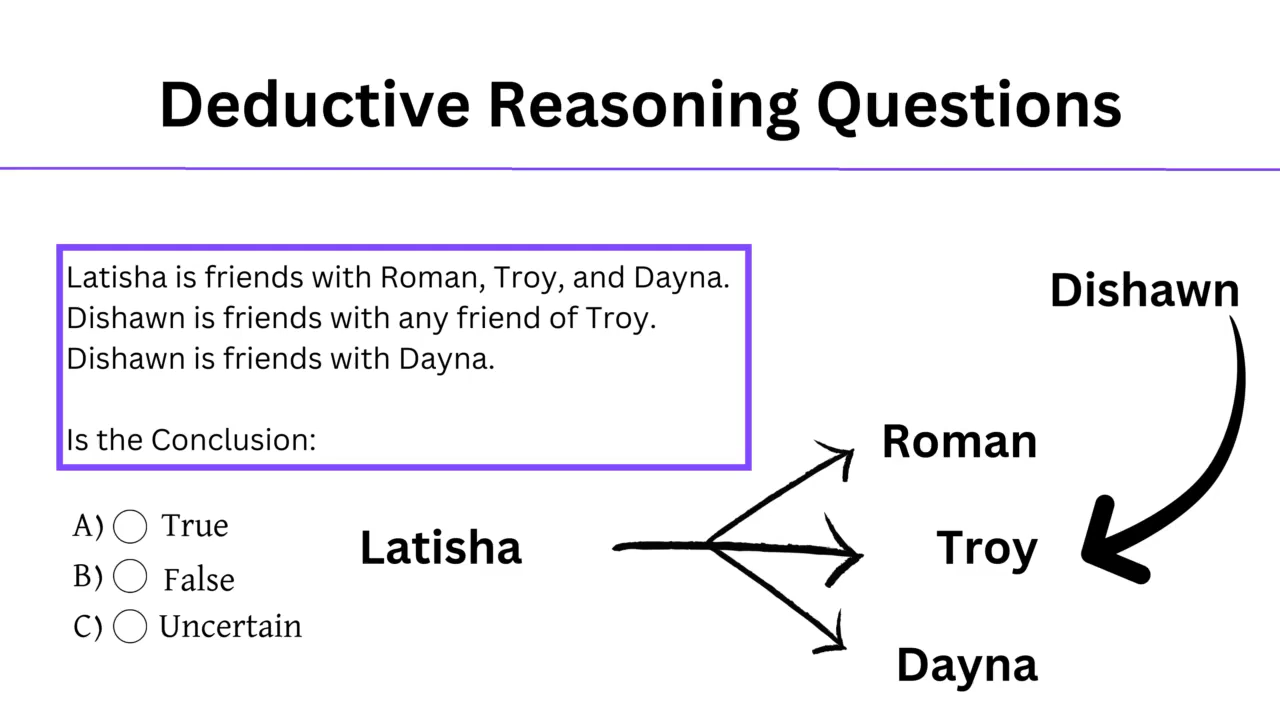 Deductive Reasoning Questions
Latisha is friends with Roman, Troy, and Dayna.
Dishawn is friends with any friend of Troy.
Dishawn is friends with Dayna.
Is the Conclusion:
A) True
B) False
C) Uncertain
Latisha
Dishawn
Roman
Troy
Dayna